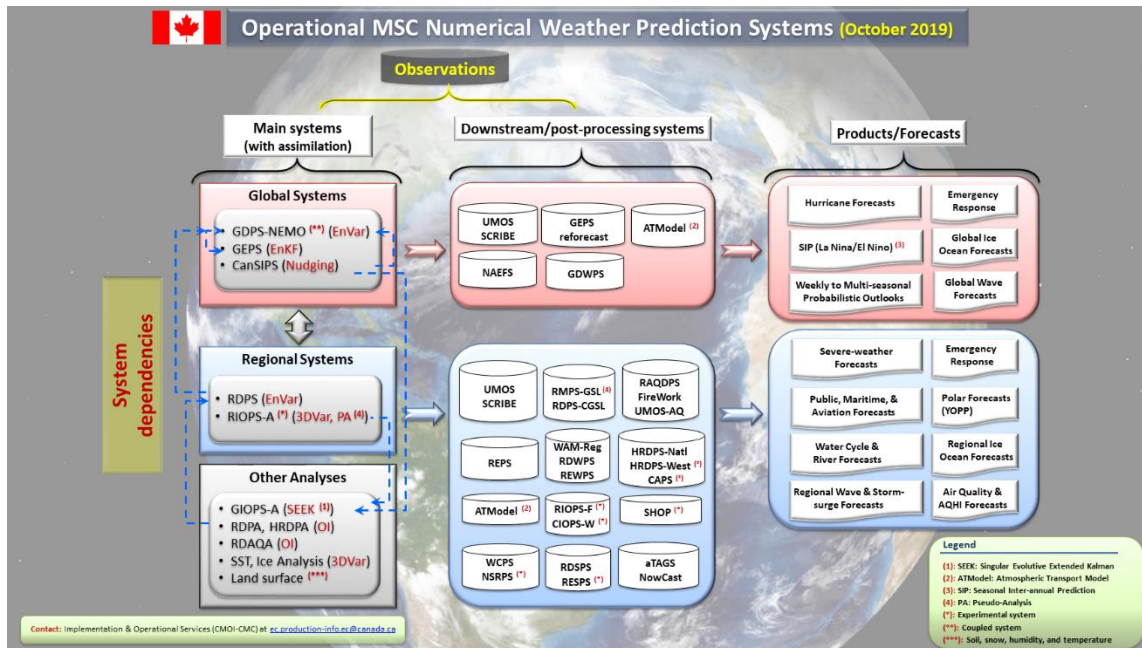 Operational MSC Numerical Weather Prediction Systems (October 2019)
Observations
Main systems
(with assimilation)
Downstream/post-processing systems
Products/Forecasts
System
dependencies
Global Systems
• GDPS-NEMO (**) (EnVar)
• GEPS (EnKF)
• CanSIPS (Nudging)
UMOS
SCRIBE
GEPS
reforecast
ATModel (2)
NAEFS
GDWPS
Hurricane Forecasts
Emergency
Response
SIP (La Nina/El Nino) (3)
Global Ice
Ocean Forecasts
Weekly to Multi-seasonal
Probabilistic Outlooks
Global Wave
Forecasts
Regional Systems
• RDPS (EnVar)
• RIOPS-A (*) (3DVar, PA (4))
UMOS
SCRIBE
RMPS-GSL (4)
RDPS-CGSL
RAQDPS
FireWork
UMOS-AQ
REPS
WAM-Reg
RDWPS
REWPS
HRDPS-Natl
HRDPS-West (*)
CAPS (*)
ATModel (2)
RIOPS-F (*)
CIOPS-W (*)
SHOP (*)
WCPS
NSRPS (*)
RDSPS
RESPS (*)
aTAGS
NowCast
Severe-weather
Forecasts
Emergency
Response
Public, Maritime, &
Aviation Forecasts
Polar Forecasts
(YOPP)
Water Cycle &
River Forecasts
Regional Ice
Ocean Forecasts
Regional Wave & Storm-
surge Forecasts
Air Quality &
AQHI Forecasts
Other Analyses
• GIOPS-A (SEEK (1))
• RDPA, HRDPA (OI)
• RDAQA (OI)
• SST, Ice Analysis (3DVar)
• Land surface (***)
Legend
(1): SEEK: Singular Evolutive Extended Kalman
(2): ATModel: Atmospheric Transport Model
(3): SIP: Seasonal Inter-annual Prediction
(4): PA: Pseudo-Analysis
(*): Experimental system
(**): Coupled system
(***): Soil, snow, humidity, and temperature
Contact: Implementation & Operational Services (CMOI-CMC) at ec.production-info.ec@canada.ca